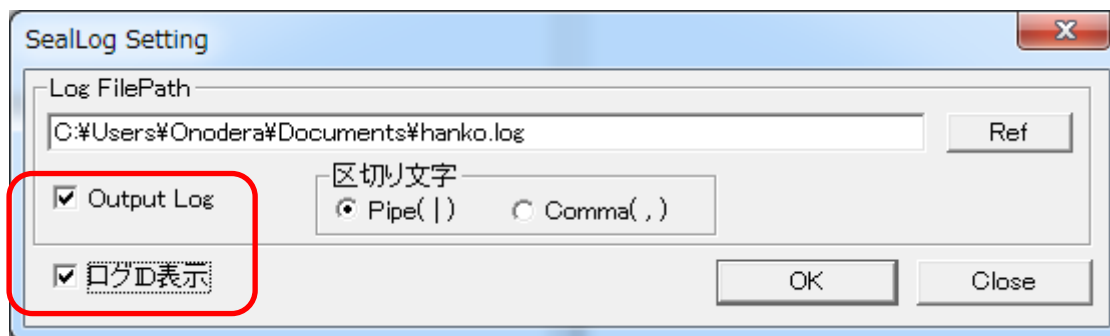 SealLog Setting
Log FilePath
C:¥Users¥Onodera¥Documents¥hanko.log
Ref
区切り文字
Output Log
Pipe( | )
Comma( , )
ログID表示
OK
Close